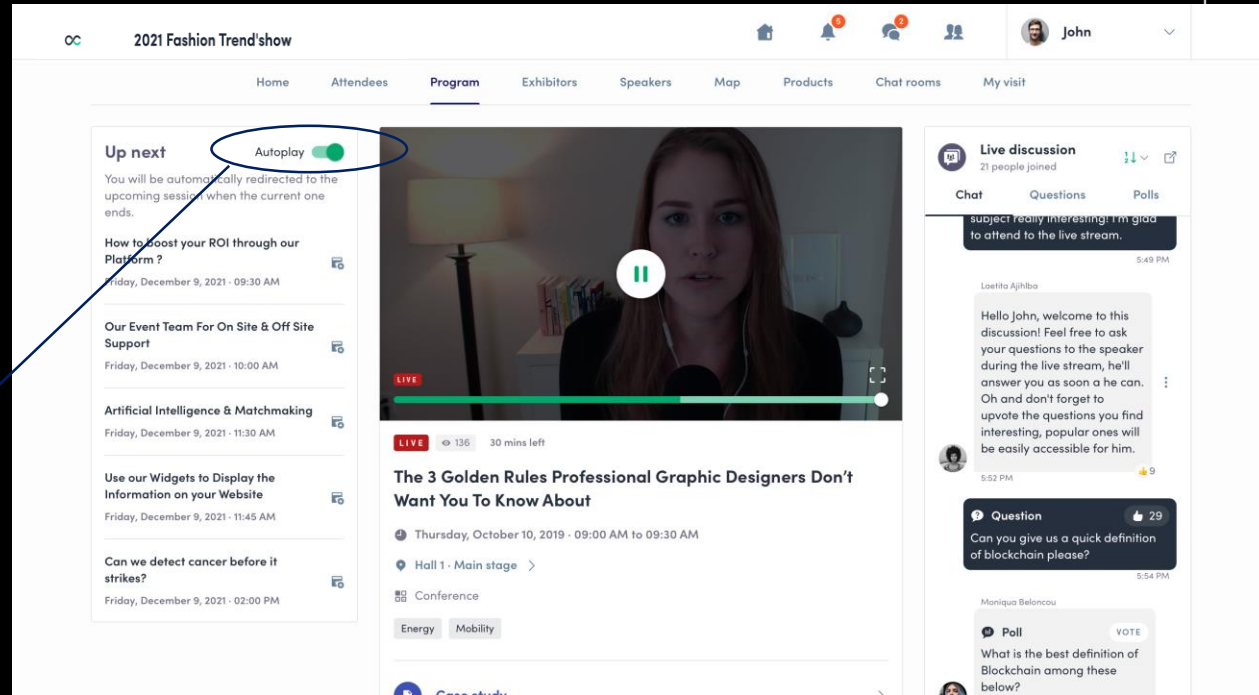 2021 Fashion Trend'show
5
2
John
Home
Attendees
Program
Exhibitors
Speakers
Map
Products
Chat rooms
My visit
Up next
Autoplay
You will be automatically redirected to the
upcoming session when the current one
ends.
How to boost your ROI through our
Platform ?
Friday, December 9, 2021 · 09:30 AM
Our Event Team For On Site & Off Site
Support
Friday, December 9, 2021 · 10:00 AM
Artificial Intelligence & Matchmaking
Friday, December 9, 2021 · 11:30 AM
Use our Widgets to Display the
Information on your Website
Friday, December 9, 2021 · 11:45 AM
Can we detect cancer before it
strikes?
Friday, December 9, 2021 · 02:00 PM
LIVE
LIVE
136
30 mins left
The 3 Golden Rules Professional Graphic Designers Don't
Want You To Know About
Thursday, October 10, 2019 · 09:00 AM to 09:30 AM
Hall 1 · Main stage
Conference
Energy
Mobility
Case study
Live discussion
21 people joined
Chat
Questions
Polls
subject really interesting! I'm glad
to attend to the live stream.
5:49 PM
Laetita Ajihlba
Hello John, welcome to this
discussion! Feel free to ask
your questions to the speaker
during the live stream, he'll
answer you as soon a he can.
Oh and don't forget to
upvote the questions you find
interesting, popular ones will
be easily accessible for him.
9
5:52 PM
Question
29
Can you give us a quick definition
of blockchain please?
5:54 PM
Moniqua Beloncou
Poll
VOTE
What is the best definition of
Blockchain among these
below?